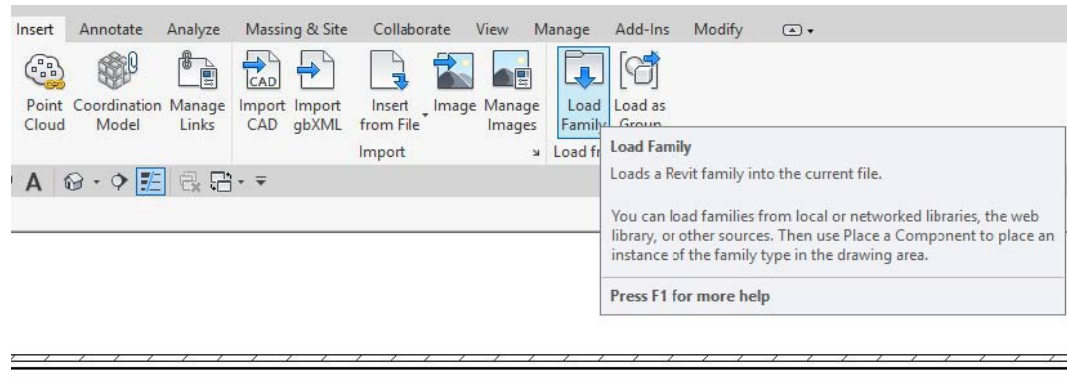 Insert Annotate Analyze Massing & Site Collaborate View Manage Add-Ins Modify
CAD
Point Coordination Manage Import Import Insert Image Manage Load Load as
Cloud Model Links CAD gbXML from File Images Family Group
Import Load fr
Load Family
Loads a Revit family into the current file.
A
You can load families from local or networked libraries, the web
library, or other sources. Then use Place a Component to place an
instance of the family type in the drawing area.
Press F1 for more help